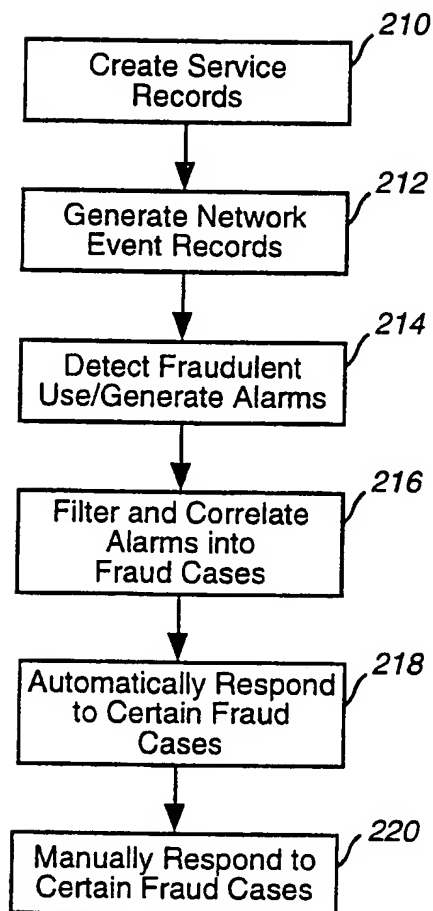 210
Create Service
Records
212
Generate Network
Event Records
214
Detect Fraudulent
Use/Generate Alarms
216
Filter and Correlate
Alarms into
Fraud Cases
218
Automatically Respond
to Certain Fraud
Cases
220
Manually Respond to
Certain Fraud Cases